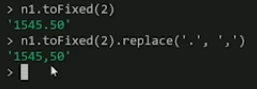 > n1.toFixed(2)
'1545.50'
> n1.toFixed(2).replace('.', ',')
'1545,50'
>